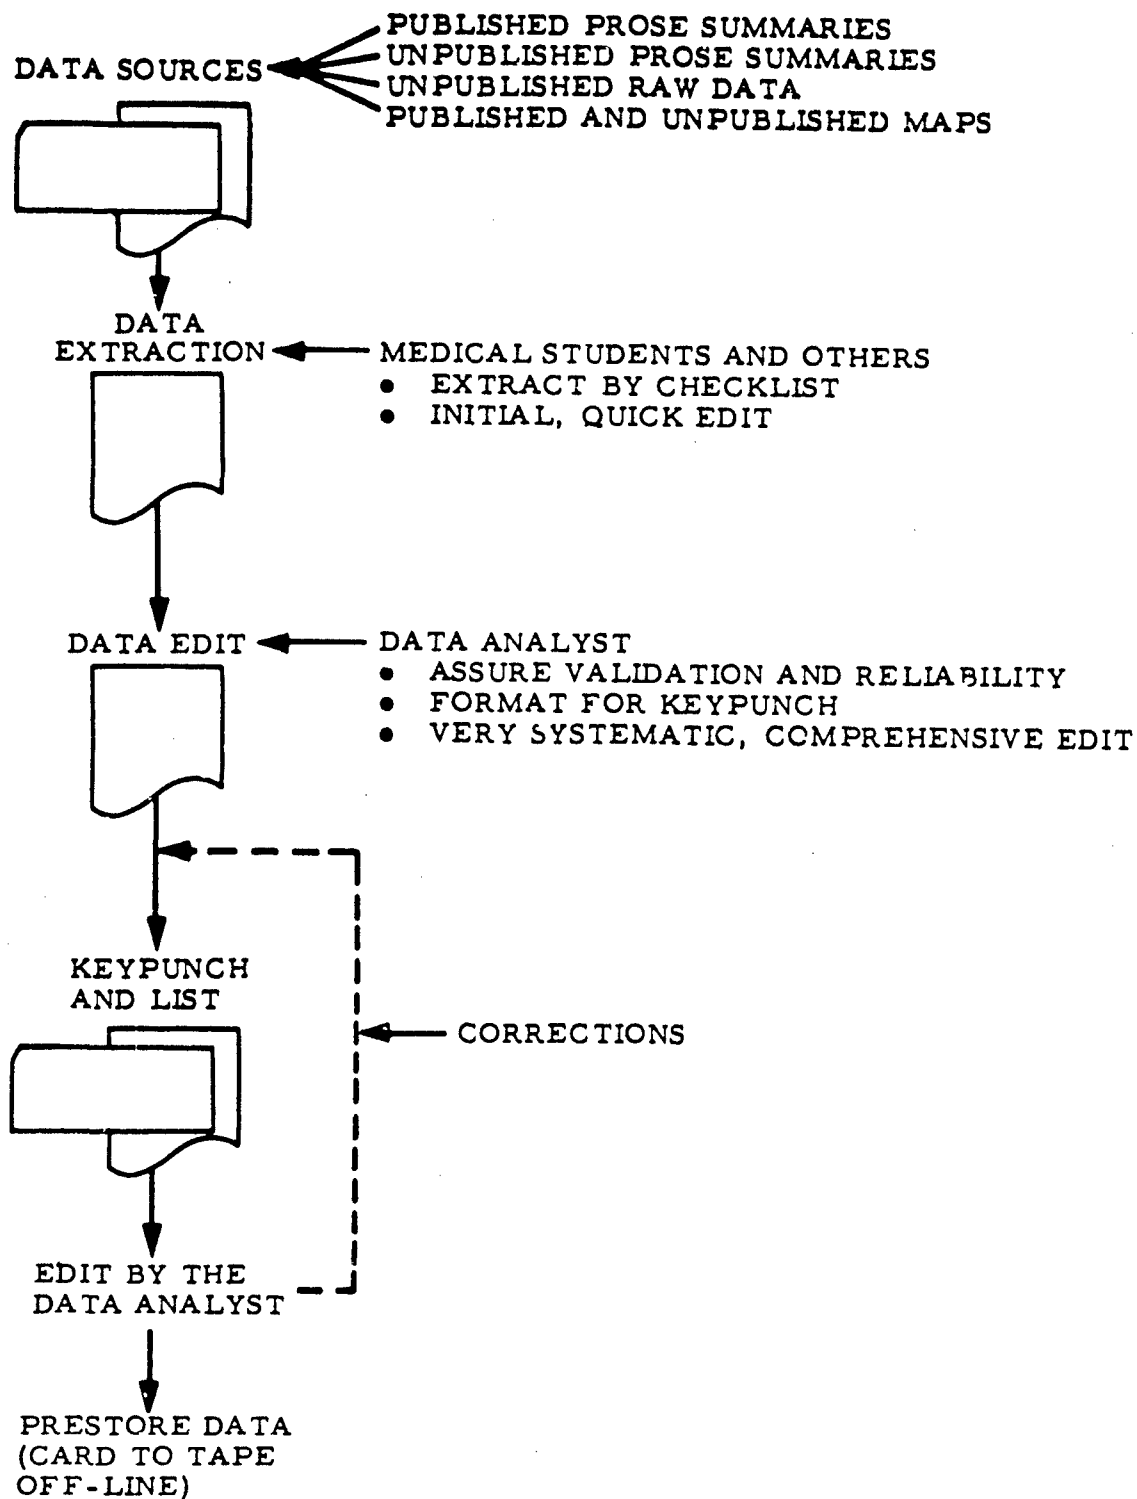 PUBLISHED PROSE SUMMARIES
UNPUBLISHED PROSE SUMMARIES
DATA SOURCES
UNPUBLISHED RAW DATA
PUBLISHED AND UNPUBLISHED MAPS
DATA
EXTRACTION
MEDICAL STUDENTS AND OTHERS
● EXTRACT BY CHECKLIST
● INITIAL, QUICK EDIT
DATA EDIT
DATA ANALYST
● ASSURE VALIDATION AND RELIABILITY
● FORMAT FOR KEYPUNCH
● VERY SYSTEMATIC, COMPREHENSIVE EDIT
KEYPUNCH
AND LIST
CORRECTIONS
EDIT BY THE
DATA ANALYST
PRESTORE DATA
(CARD TO TAPE
OFF-LINE)